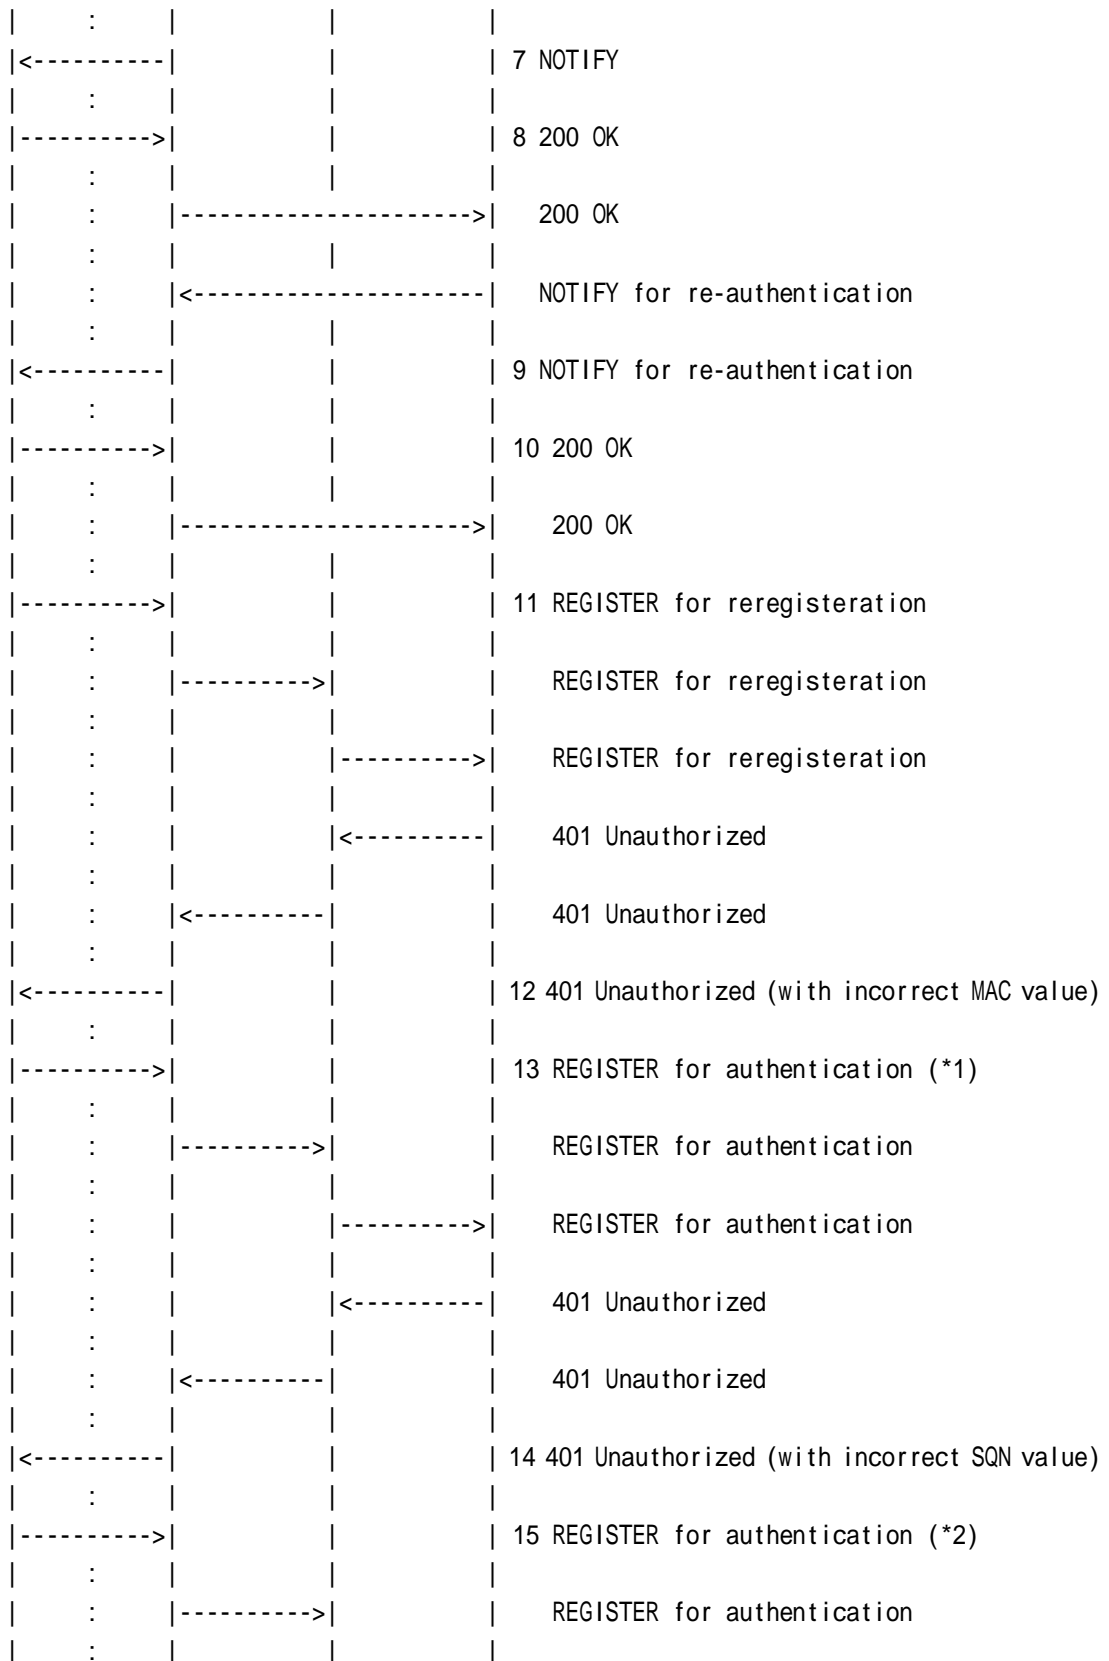 |     :     |           |           |
|<----------|           |           | 7 NOTIFY
|     :     |           |           |
|---------->|           |           | 8 200 OK
|     :     |           |           |
|     :     |---------------------->|   200 OK
|     :     |           |           |
|     :     |<----------------------|   NOTIFY for re-authentication
|     :     |           |           |
|<----------|           |           | 9 NOTIFY for re-authentication
|     :     |           |           |
|---------->|           |           | 10 200 OK
|     :     |           |           |
|     :     |---------------------->|    200 OK
|     :     |           |           |
|---------->|           |           | 11 REGISTER for reregisteration
|     :     |           |           |
|     :     |---------->|           |    REGISTER for reregisteration
|     :     |           |           |
|     :     |           |---------->|    REGISTER for reregisteration
|     :     |           |           |
|     :     |           |<----------|    401 Unauthorized
|     :     |           |           |
|     :     |<----------|           |    401 Unauthorized
|     :     |           |           |
|<----------|           |           | 12 401 Unauthorized (with incorrect MAC value)
|     :     |           |           |
|---------->|           |           | 13 REGISTER for authentication (*1)
|     :     |           |           |
|     :     |---------->|           |    REGISTER for authentication
|     :     |           |           |
|     :     |           |---------->|    REGISTER for authentication
|     :     |           |           |
|     :     |           |<----------|    401 Unauthorized
|     :     |           |           |
|     :     |<----------|           |    401 Unauthorized
|     :     |           |           |
|<----------|           |           | 14 401 Unauthorized (with incorrect SQN value)
|     :     |           |           |
|---------->|           |           | 15 REGISTER for authentication (*2)
|     :     |           |           |
|     :     |---------->|           |    REGISTER for authentication
|     :     |           |           |